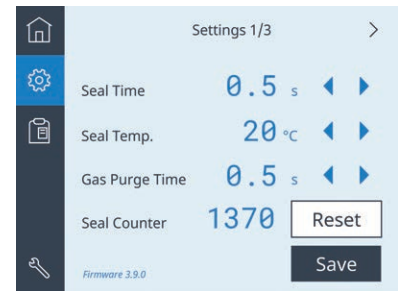 Settings 1/3
Seal Time 0.5 s
Seal Temp. 20 °C
Gas Purge Time 0.5 s
Seal Counter 1370 Reset
Firmware 3.9.0 Save